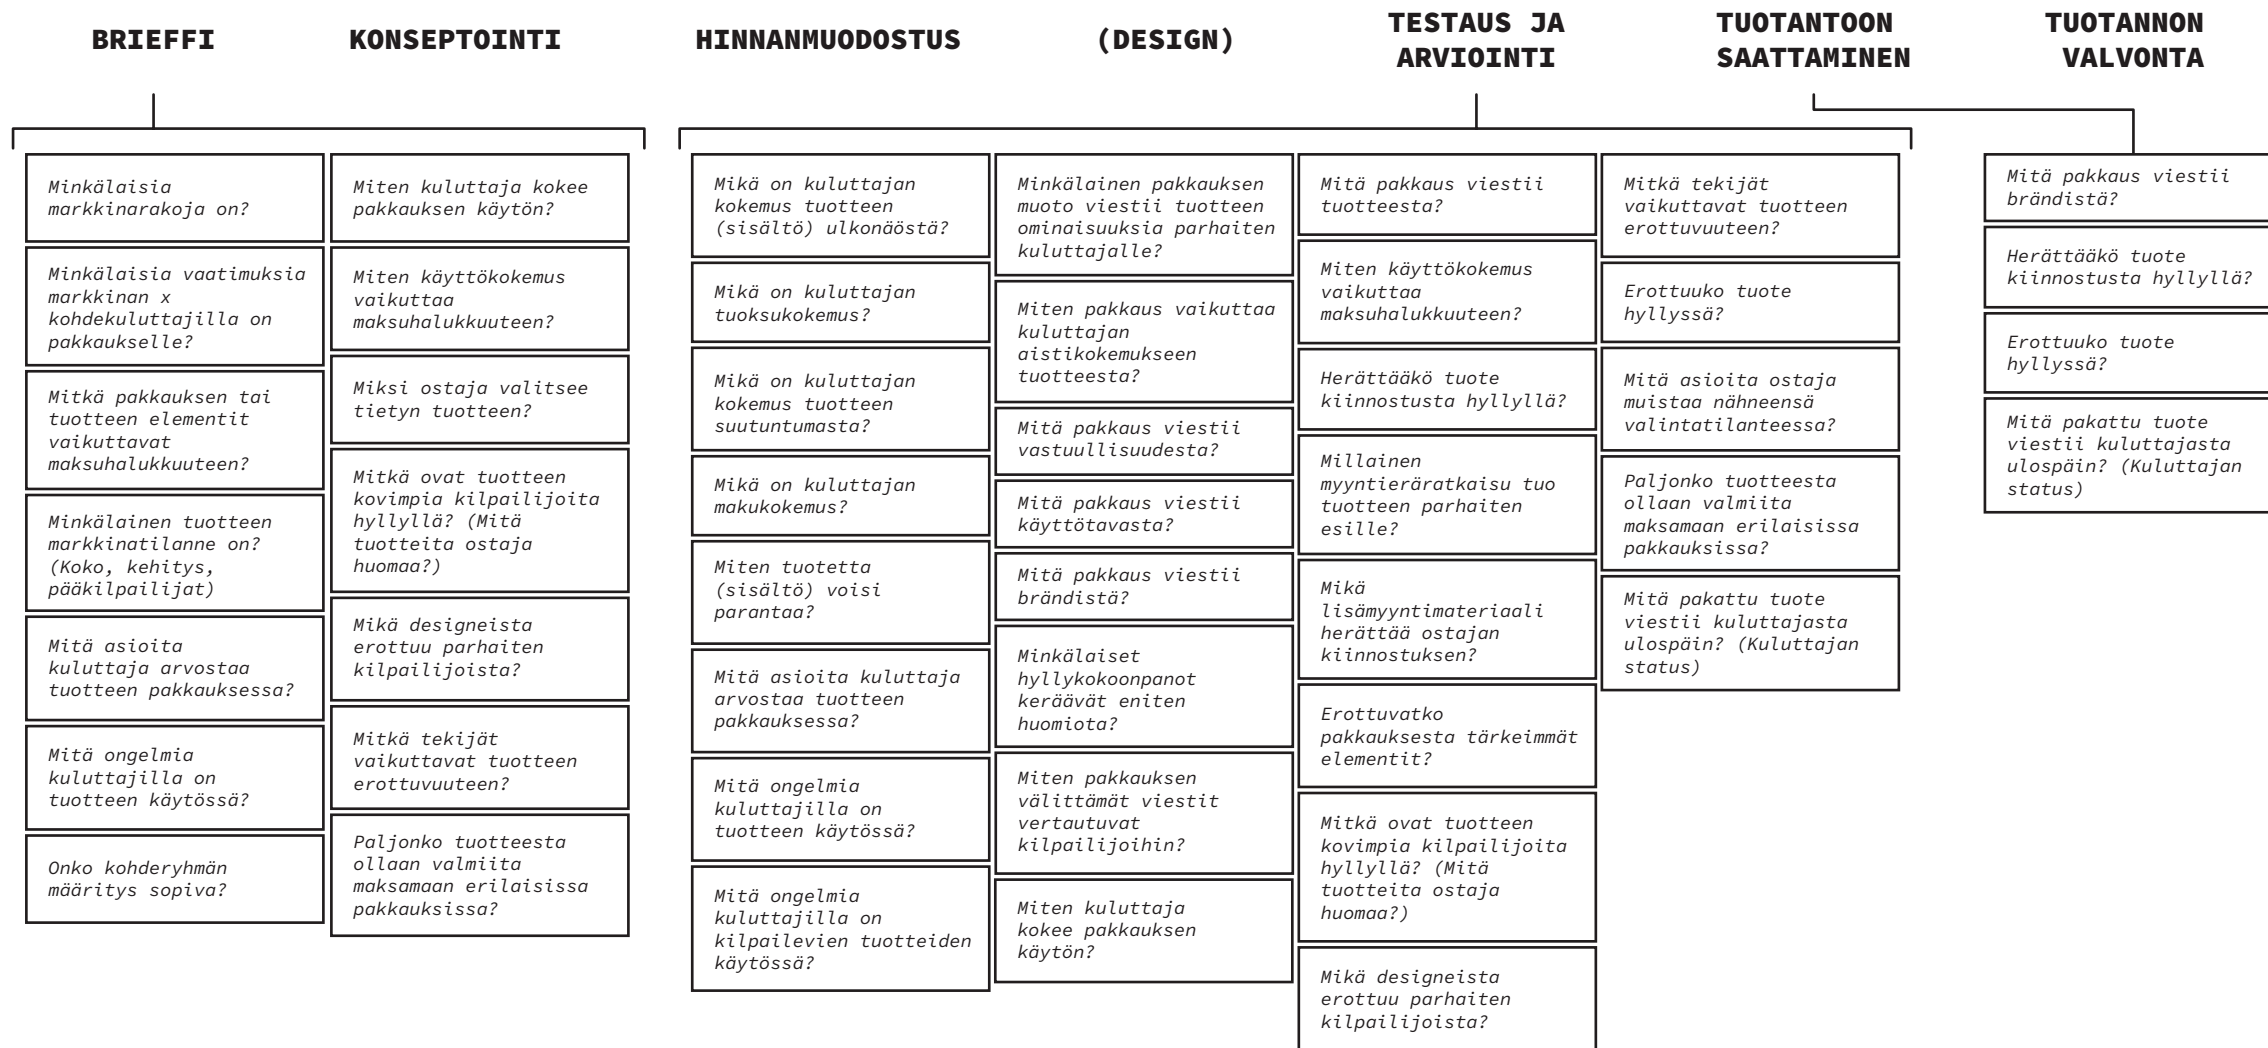 BRIEFFI
KONSEPTOINTI
HINNANMUODOSTUS
(DESIGN)
TESTAUS JA
ARVIOINTI
TUOTANTOON
SAATTAMINEN
TUOTANNON
VALVONTA
Minkälaisia
markkinarakoja on?
Minkälaisia vaatimuksia
markkinan x
kohdekuluttajilla on
pakkaukselle?
Mitkä pakkauksen tai
tuotteen elementit
vaikuttavat
maksuhalukkuuteen?
Minkälainen tuotteen
markkinatilanne on?
(Koko, kehitys,
pääkilpailijat)
Mitä asioita
kuluttaja arvostaa
tuotteen pakkauksessa?
Mitä ongelmia
kuluttajilla on
tuotteen käytössä?
Onko kohderyhmän
määritys sopiva?
Miten kuluttaja kokee
pakkauksen käytön?
Miten käyttökokemus
vaikuttaa
maksuhalukkuuteen?
Miksi ostaja valitsee
tietyn tuotteen?
Mitkä ovat tuotteen
kovimpia kilpailijoita
hyllyllä? (Mitä
tuotteita ostaja
huomaa?)
Mikä designeista
erottuu parhaiten
kilpailijoista?
Mitkä tekijät
vaikuttavat tuotteen
erottuvuuteen?
Paljonko tuotteesta
ollaan valmiita
maksamaan erilaisissa
pakkauksissa?
Mikä on kuluttajan
kokemus tuotteen
(sisältö) ulkonäöstä?
Mikä on kuluttajan
tuoksukokemus?
Mikä on kuluttajan
kokemus tuotteen
suutuntumasta?
Mikä on kuluttajan
makukokemus?
Miten tuotetta
(sisältö) voisi
parantaa?
Mitä asioita kuluttaja
arvostaa tuotteen
pakkauksessa?
Mitä ongelmia
kuluttajilla on
tuotteen käytössä?
Mitä ongelmia
kuluttajilla on
kilpailevien tuotteiden
käytössä?
Minkälainen pakkauksen
muoto viestii tuotteen
ominaisuuksia parhaiten
kuluttajalle?
Miten pakkaus vaikuttaa
kuluttajan
aistikokemukseen
tuotteesta?
Mitä pakkaus viestii
vastuullisuudesta?
Mitä pakkaus viestii
käyttötavasta?
Mitä pakkaus viestii
brändistä?
Minkälaiset
hyllykokoonpanot
keräävät eniten
huomiota?
Miten pakkauksen
välittämät viestit
vertautuvat
kilpailijoihin?
Miten kuluttaja
kokee pakkauksen
käytön?
Mitä pakkaus viestii
tuotteesta?
Miten käyttökokemus
vaikuttaa
maksuhalukkuuteen?
Herättääkö tuote
kiinnostusta hyllyllä?
Millainen
myyntieräratkaisu tuo
tuotteen parhaiten
esille?
Mikä
lisämyyntimateriaali
herättää ostajan
kiinnostuksen?
Erottuvatko
pakkauksesta tärkeimmät
elementit?
Mitkä ovat tuotteen
kovimpia kilpailijoita
hyllyllä? (Mitä
tuotteita ostaja
huomaa?)
Mikä designeista
erottuu parhaiten
kilpailijoista?
Mitkä tekijät
vaikuttavat tuotteen
erottuvuuteen?
Erottuuko tuote
hyllyssä?
Mitä asioita ostaja
muistaa nähneensä
valintatilanteessa?
Paljonko tuotteesta
ollaan valmiita
maksamaan erilaisissa
pakkauksissa?
Mitä pakattu tuote
viestii kuluttajasta
ulospäin? (Kuluttajan
status)
Mitä pakkaus viestii
brändistä?
Herättääkö tuote
kiinnostusta hyllyllä?
Erottuuko tuote
hyllyssä?
Mitä pakattu tuote
viestii kuluttajasta
ulospäin? (Kuluttajan
status)